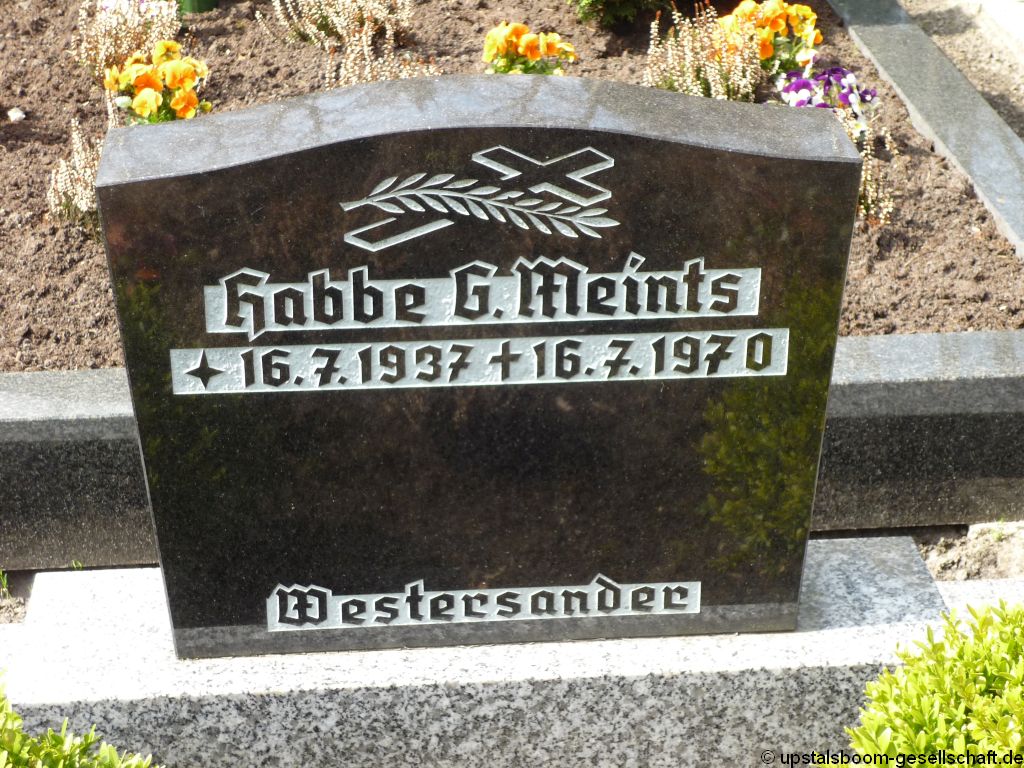 Habbe G. Meints
✦ 16.7.1937 ✝ 16.7.1970
Westersander
© upstalsboom-gesellschaft.de